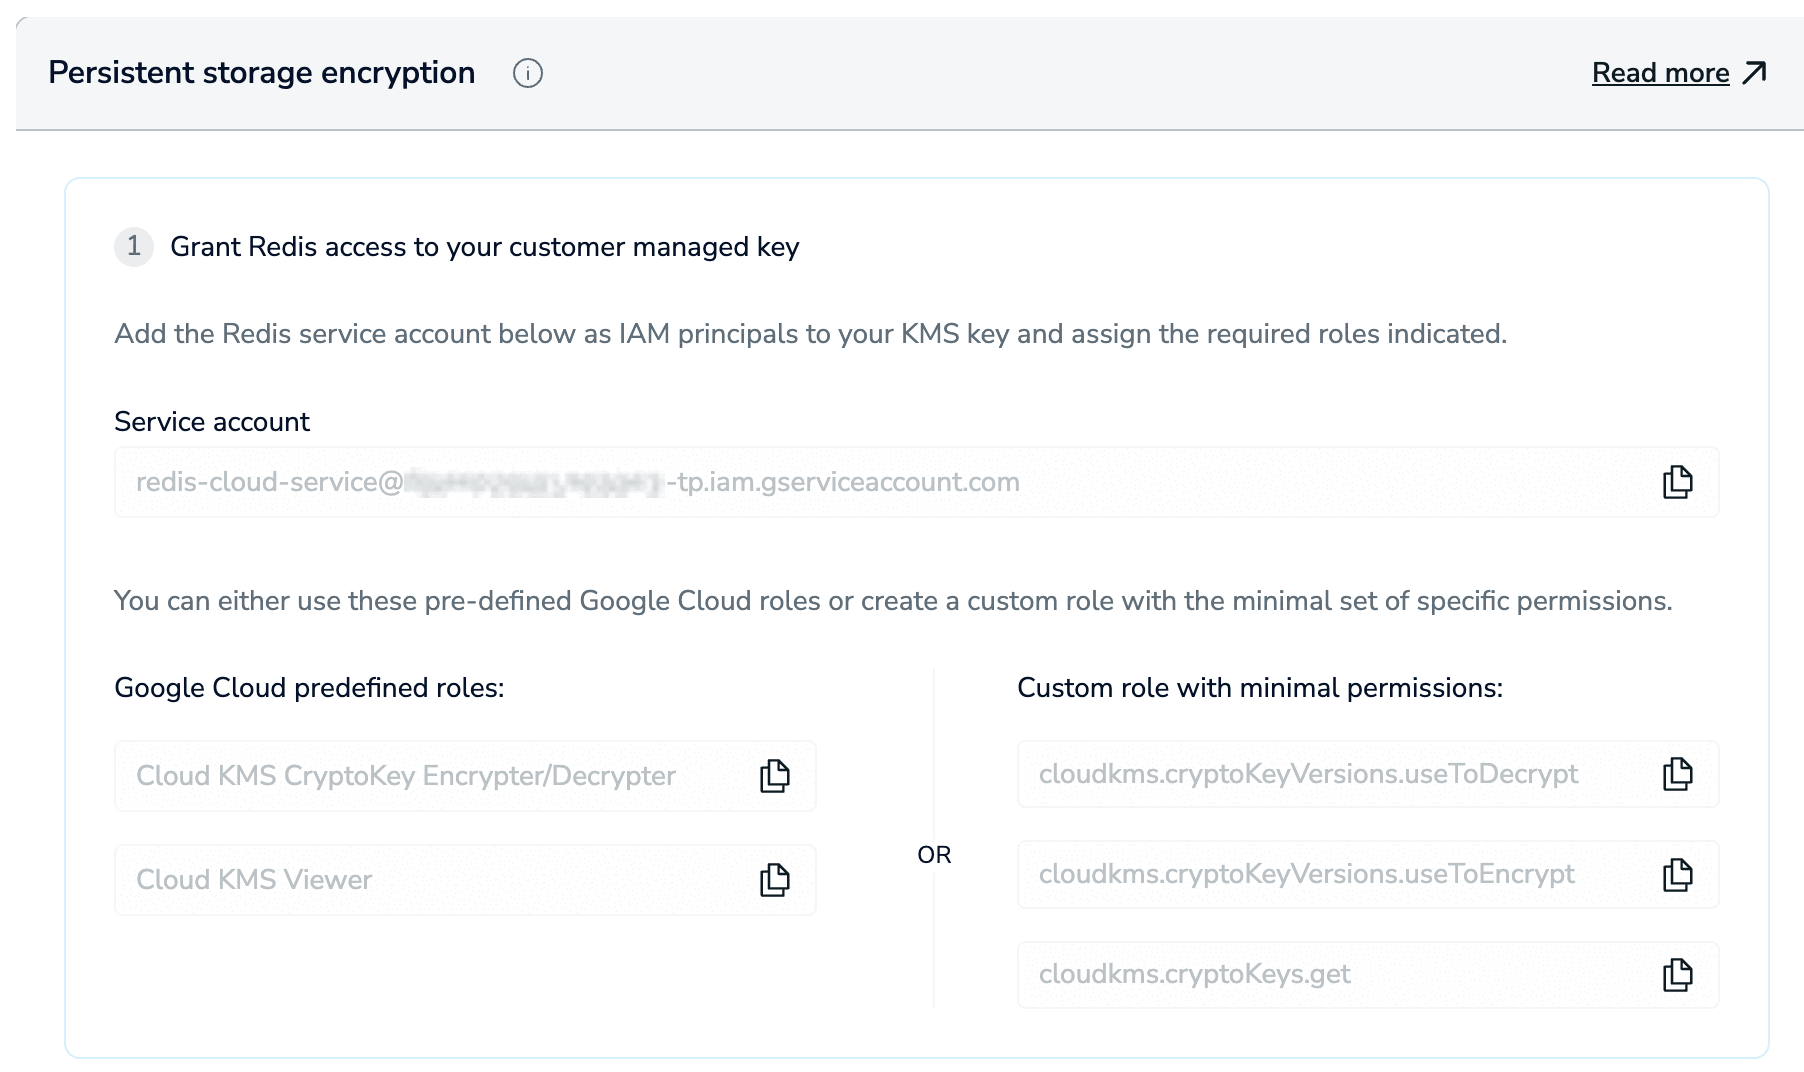 Persistent storage encryption
Read more
1 Grant Redis access to your customer managed key
Add the Redis service account below as IAM principals to your KMS key and assign the required roles indicated.
Service account
redis-cloud-service@ -tp.iam.gserviceaccount.com
You can either use these pre-defined Google Cloud roles or create a custom role with the minimal set of specific permissions.
Google Cloud predefined roles:
Cloud KMS CryptoKey Encrypter/Decrypter
Cloud KMS Viewer
OR
Custom role with minimal permissions:
cloudkms.cryptoKeyVersions.useToDecrypt
cloudkms.cryptoKeyVersions.useToEncrypt
cloudkms.cryptoKeys.get